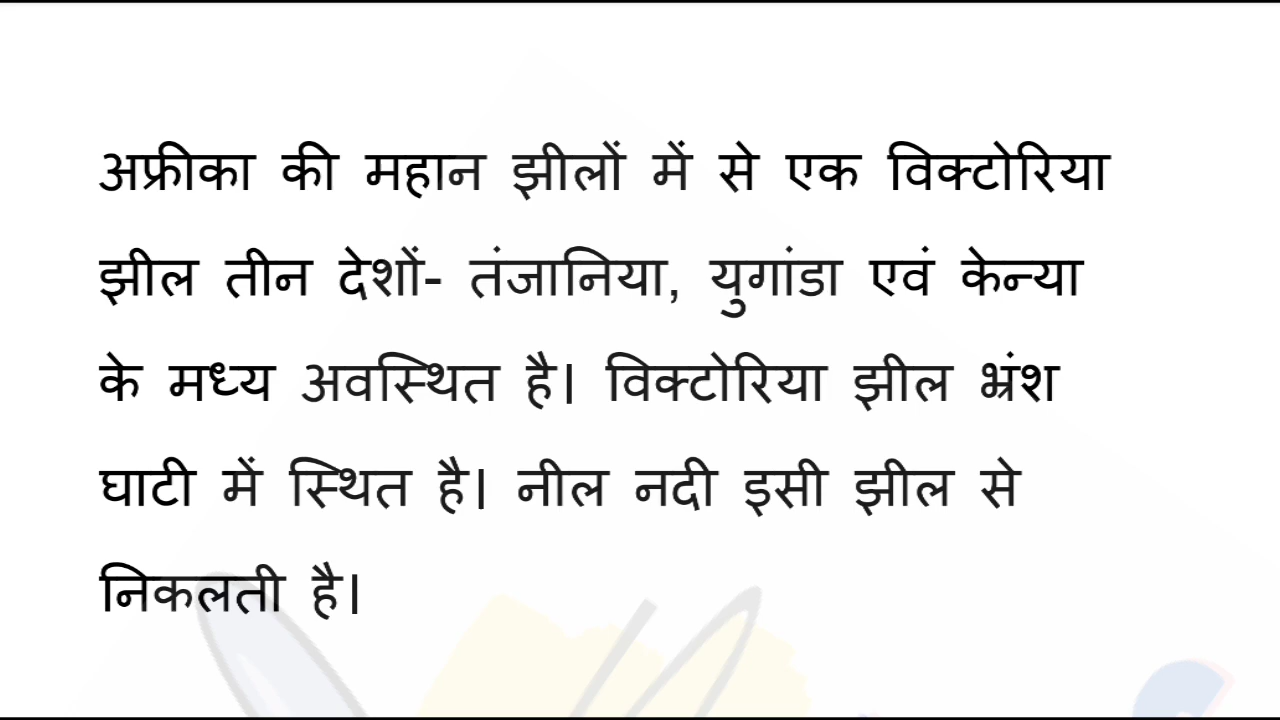 अफ्रीका की महान झीलों में से एक विक्टोरिया
झील तीन देशों- तंजानिया, युगांडा एवं केन्या
के मध्य अवस्थित है। विक्टोरिया झील भ्रंश
घाटी में स्थित है। नील नदी इसी झील से
निकलती है।